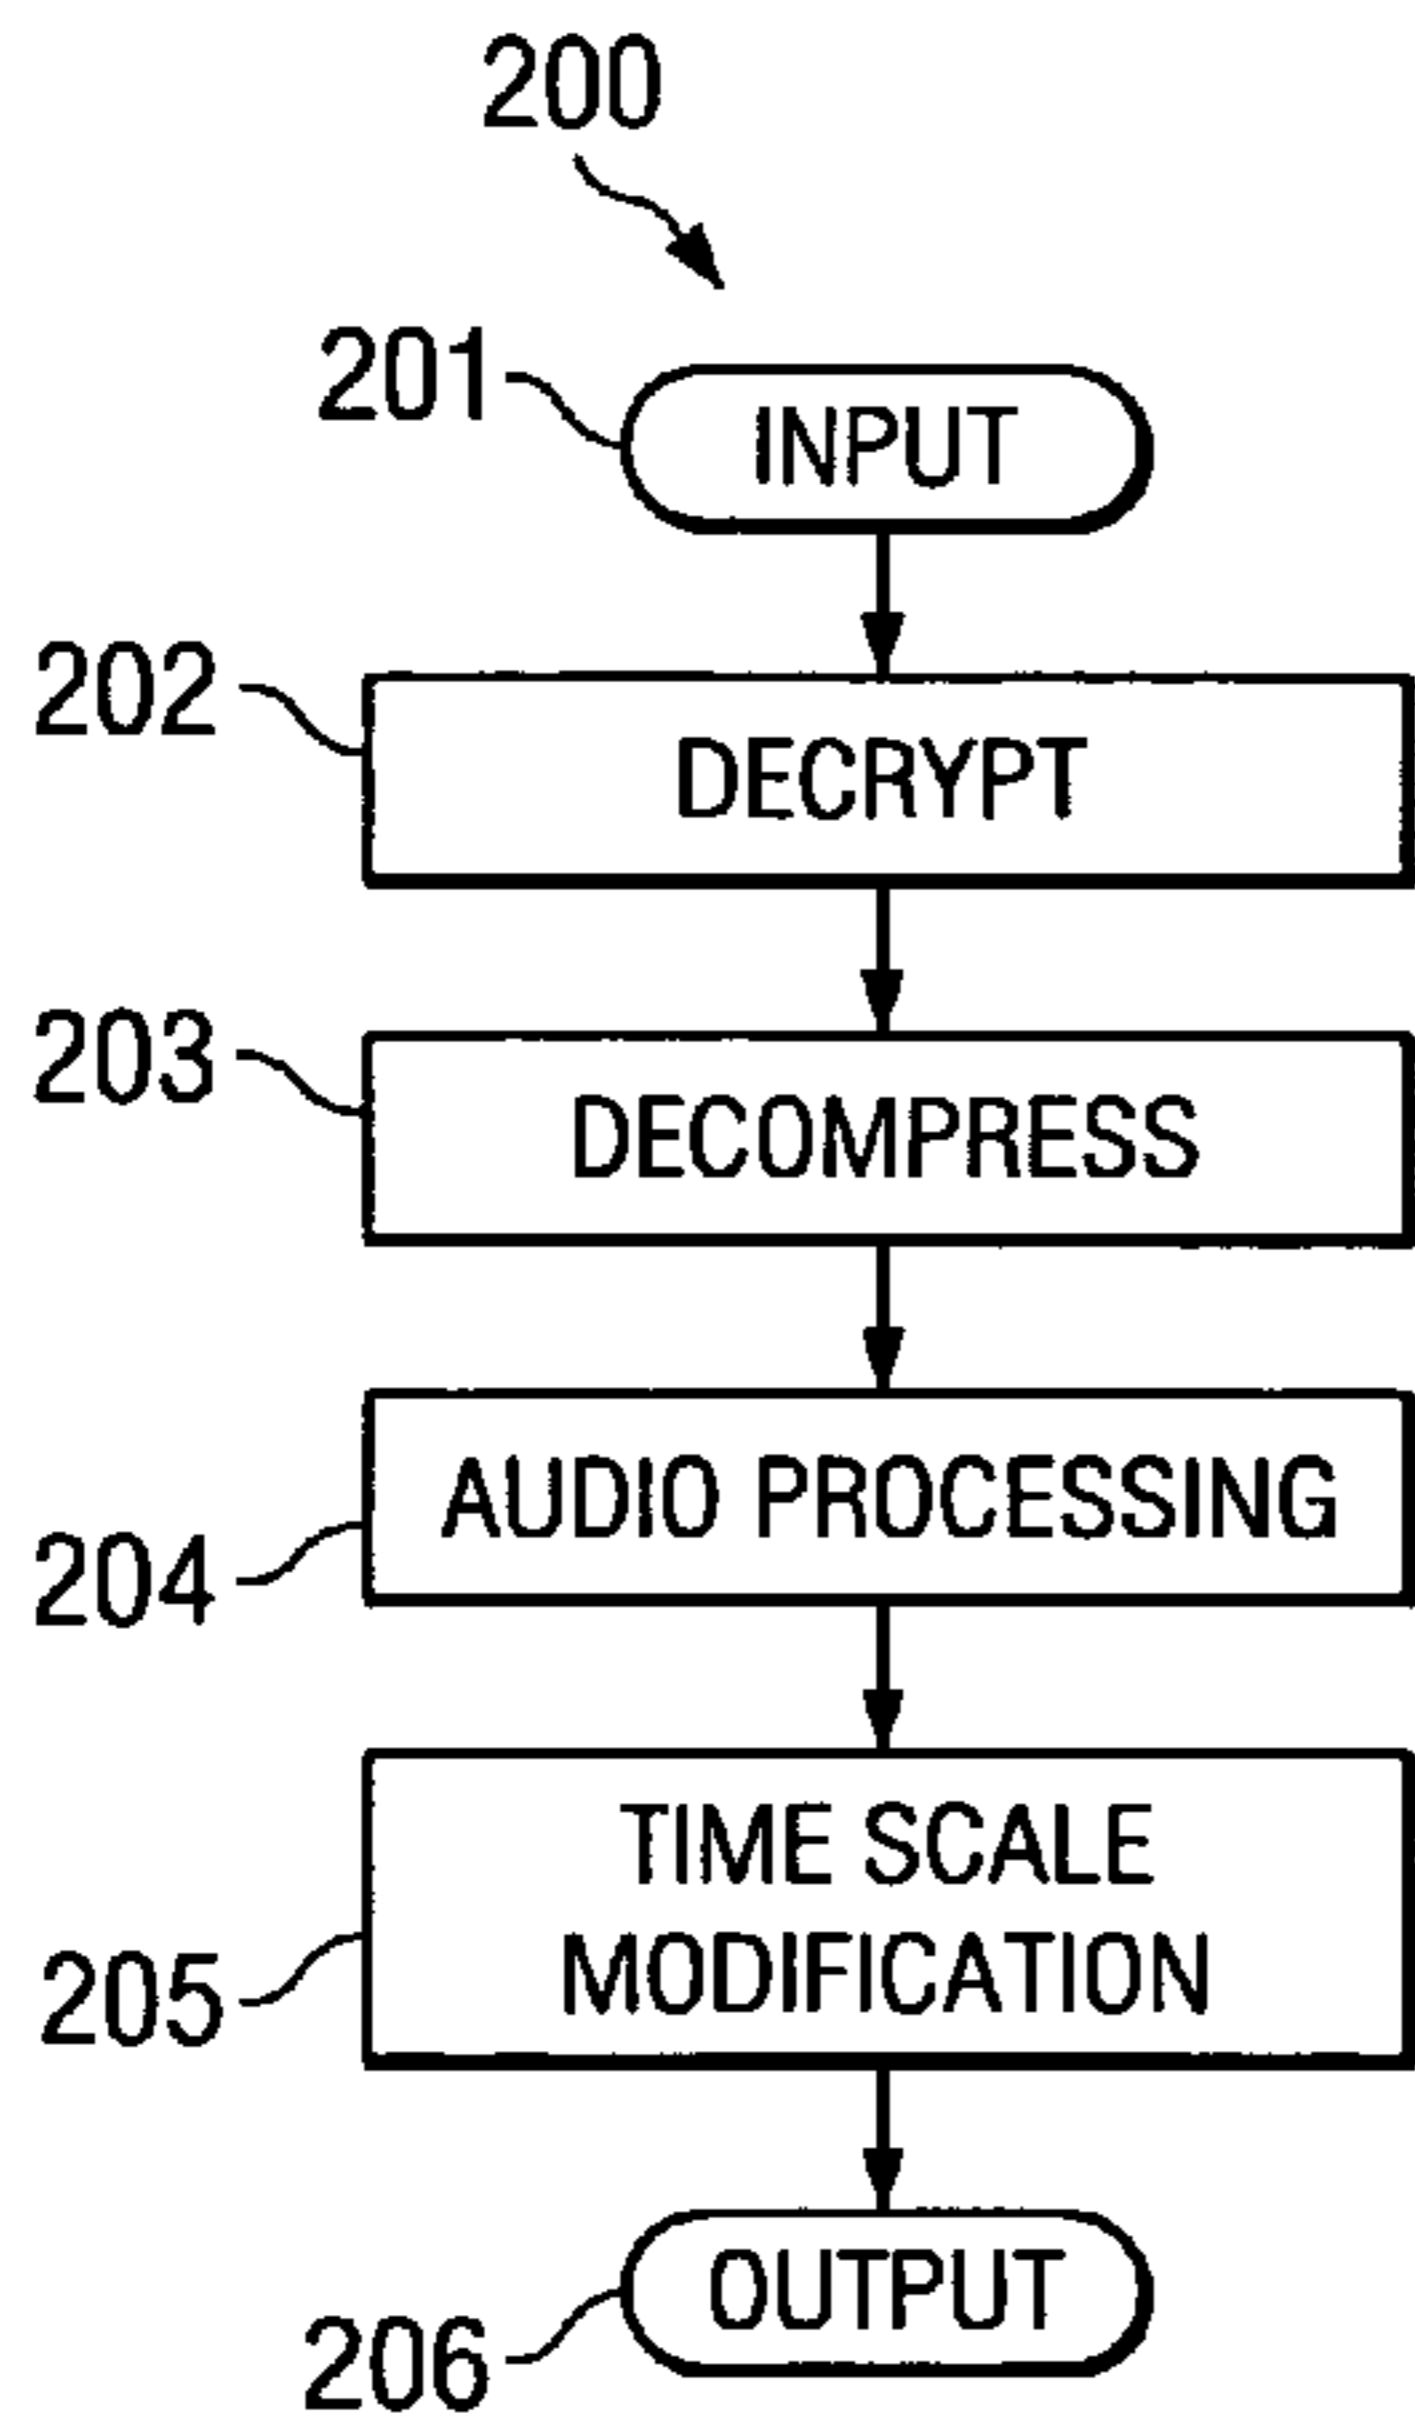 200
201
INPUT
202
DECRYPT
203
DECOMPRESS
204
AUDIO PROCESSING
205
TIME SCALE
MODIFICATION
206
OUTPUT